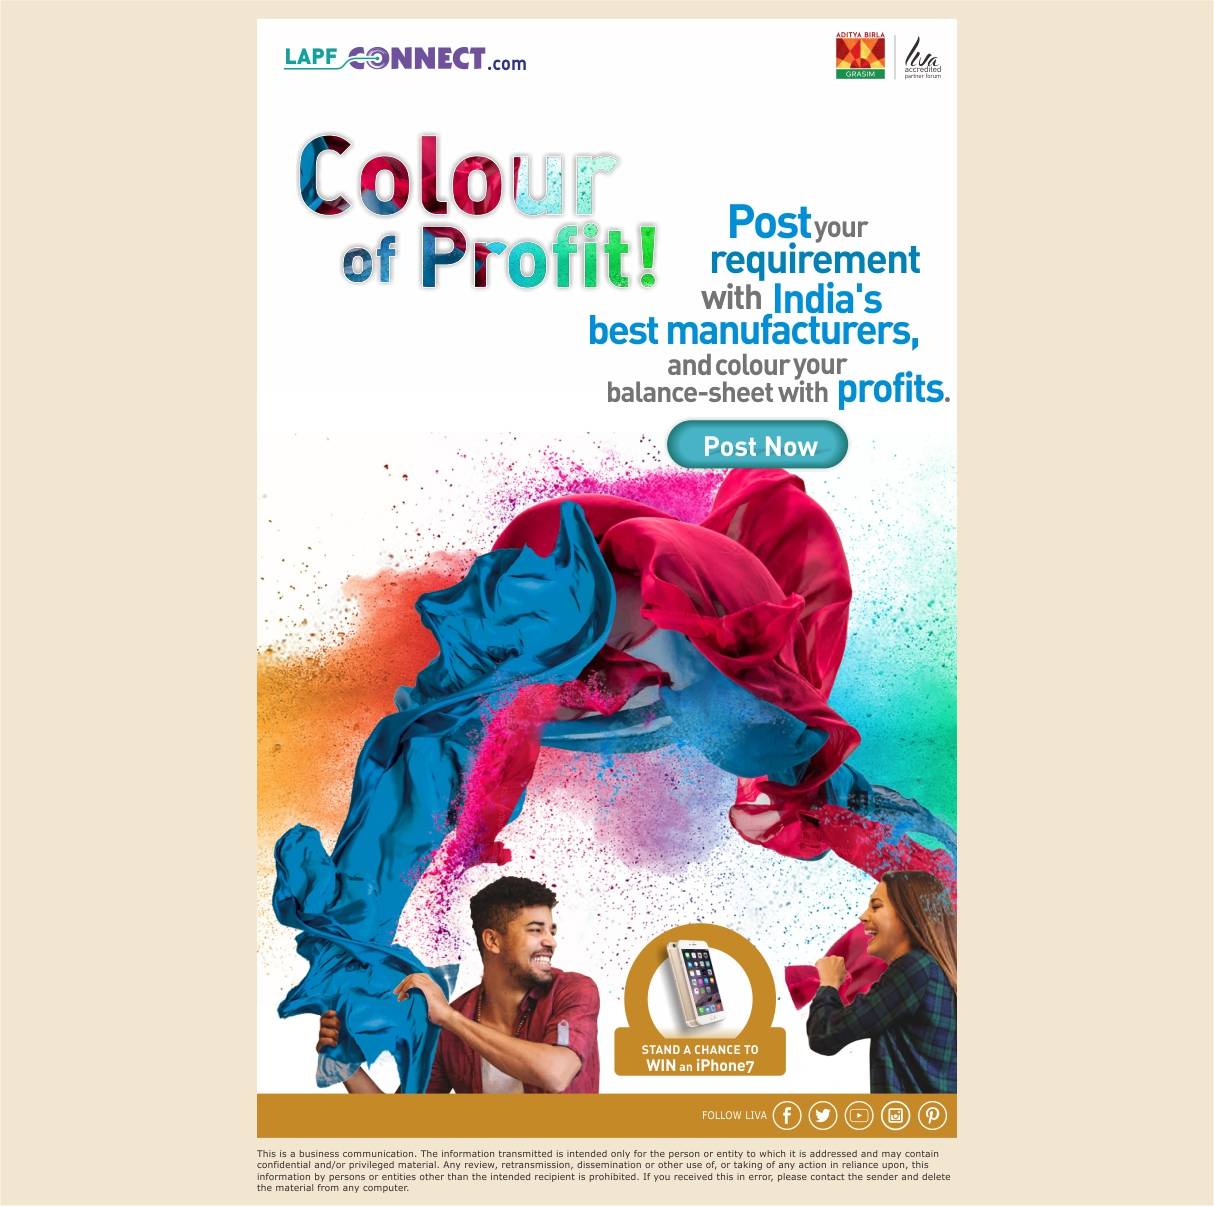 LAPF CONNECT.com
ADITYA BIRLA
GRASIM
Liva
accredited
partner forum
Colour
of Profit!
Post your
requirement
with India's
best manufacturers,
and colour your
balance-sheet with profits.
Post Now
STAND A CHANCE TO
WIN an iPhone7
FOLLOW LIVA
This is a business communication. The information transmitted is intended only for the person or entity to which it is addressed and may contain
confidential and/or privileged material. Any review, retransmission, dissemination or other use of, or taking of any action in reliance upon, this
information by persons or entities other than the intended recipient is prohibited. If you received this in error, please contact the sender and delete
the material from any computer.